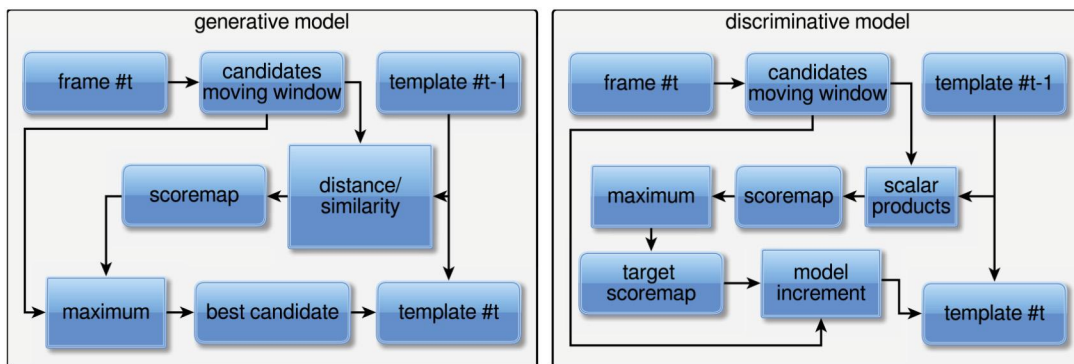 generative model
frame #t
candidates
moving window
template #t-1
scoremap
distance/
similarity
maximum
best candidate
template #t
discriminative model
frame #t
candidates
moving window
template #t-1
maximum
scoremap
scalar
products
target
scoremap
model
increment
template #t